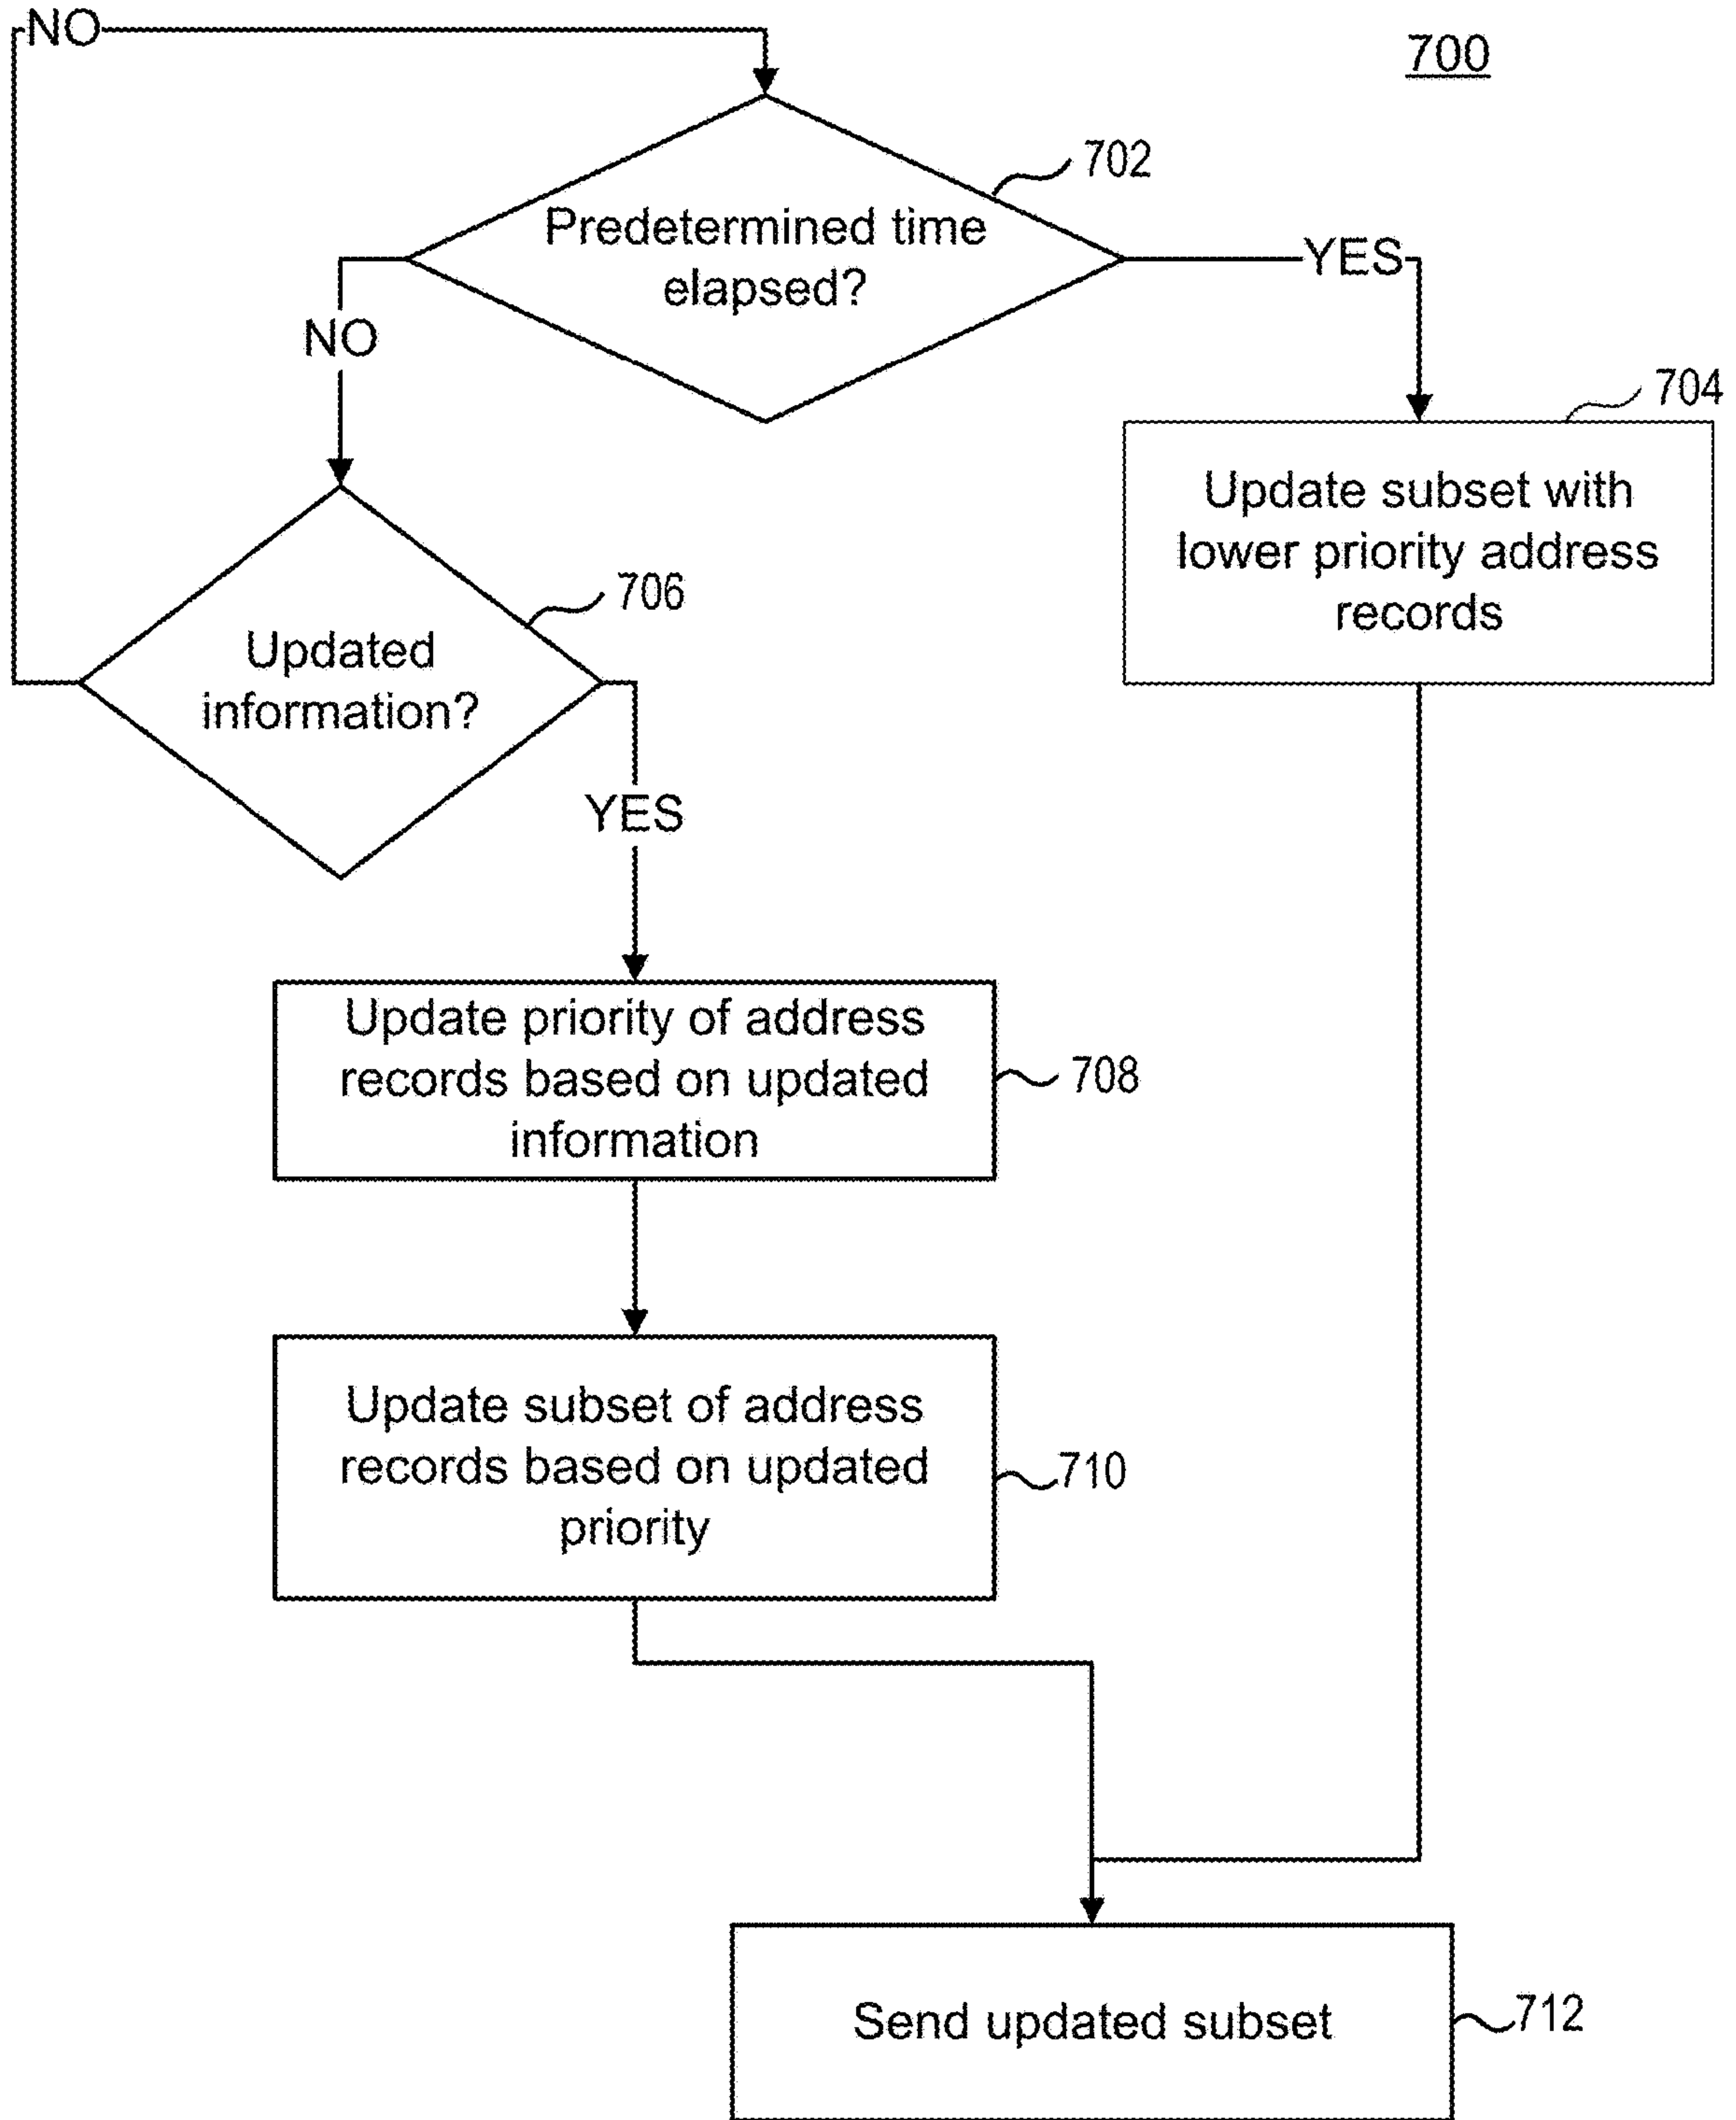 NO
700
702
Predetermined time
elapsed?
YES
NO
704
Update subset with
lower priority address
records
706
Updated
information?
YES
Update priority of address
records based on updated
information
708
Update subset of address
records based on updated
priority
710
Send updated subset
712